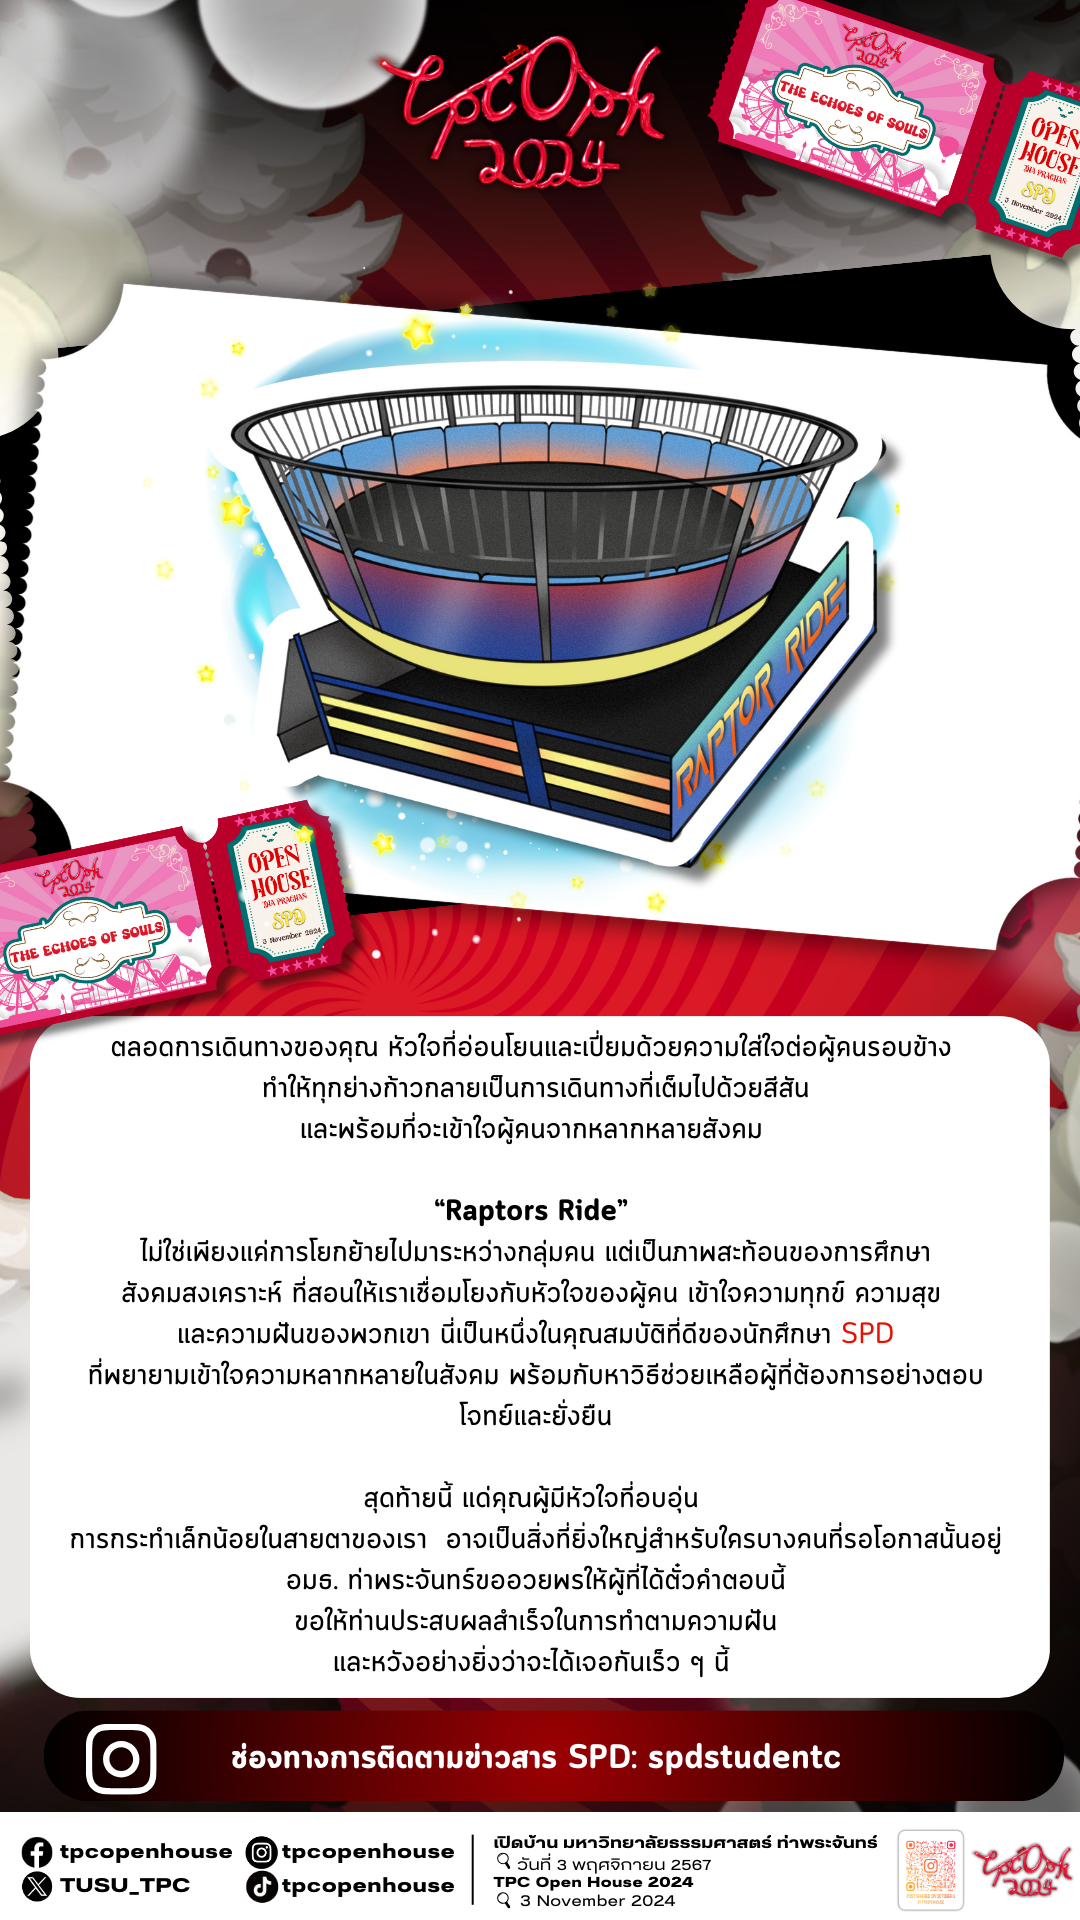 TPC Oph
2024
TPC Oph
2024
THE ECHOES OF SOULS
OPEN
HOUSE
THA PRACHAN
SPD
3 November 2024
RAPTOR RIDE
TPC Oph
2024
THE ECHOES OF SOULS
OPEN
HOUSE
THA PRACHAN
SPD
3 November 2024
ตลอดการเดินทางของคุณ หัวใจที่อ่อนโยนและเปี่ยมด้วยความใส่ใจต่อผู้คนรอบข้าง
ทำให้ทุกย่างก้าวกลายเป็นการเดินทางที่เต็มไปด้วยสีสัน
และพร้อมที่จะเข้าใจผู้คนจากหลากหลายสังคม
“Raptors Ride”
ไม่ใช่เพียงแค่การโยกย้ายไปมาระหว่างกลุ่มคน แต่เป็นภาพสะท้อนของการศึกษา
สังคมสงเคราะห์ ที่สอนให้เราเชื่อมโยงกับหัวใจของผู้คน เข้าใจความทุกข์ ความสุข
และความฝันของพวกเขา นี่เป็นหนึ่งในคุณสมบัติที่ดีของนักศึกษา SPD
ที่พยายามเข้าใจความหลากหลายในสังคม พร้อมกับหาวิธีช่วยเหลือผู้ที่ต้องการอย่างตอบ
โจทย์และยั่งยืน
สุดท้ายนี้ แด่คุณผู้มีหัวใจที่อบอุ่น
การกระทำเล็กน้อยในสายตาของเรา อาจเป็นสิ่งที่ยิ่งใหญ่สำหรับใครบางคนที่รอโอกาสนั้นอยู่
อมธ. ท่าพระจันทร์ขออวยพรให้ผู้ที่ได้ตั๋วคำตอบนี้
ขอให้ท่านประสบผลสำเร็จในการทำตามความฝัน
และหวังอย่างยิ่งว่าจะได้เจอกันเร็ว ๆ นี้
ช่องทางการติดตามข่าวสาร SPD: spdstudentc
tpcopenhouse
tpcopenhouse
TUSU_TPC
tpcopenhouse
เปิดบ้าน มหาวิทยาลัยธรรมศาสตร์ ท่าพระจันทร์
วันที่ 3 พฤศจิกายน 2567
TPC Open House 2024
3 November 2024
TPC Oph
2024